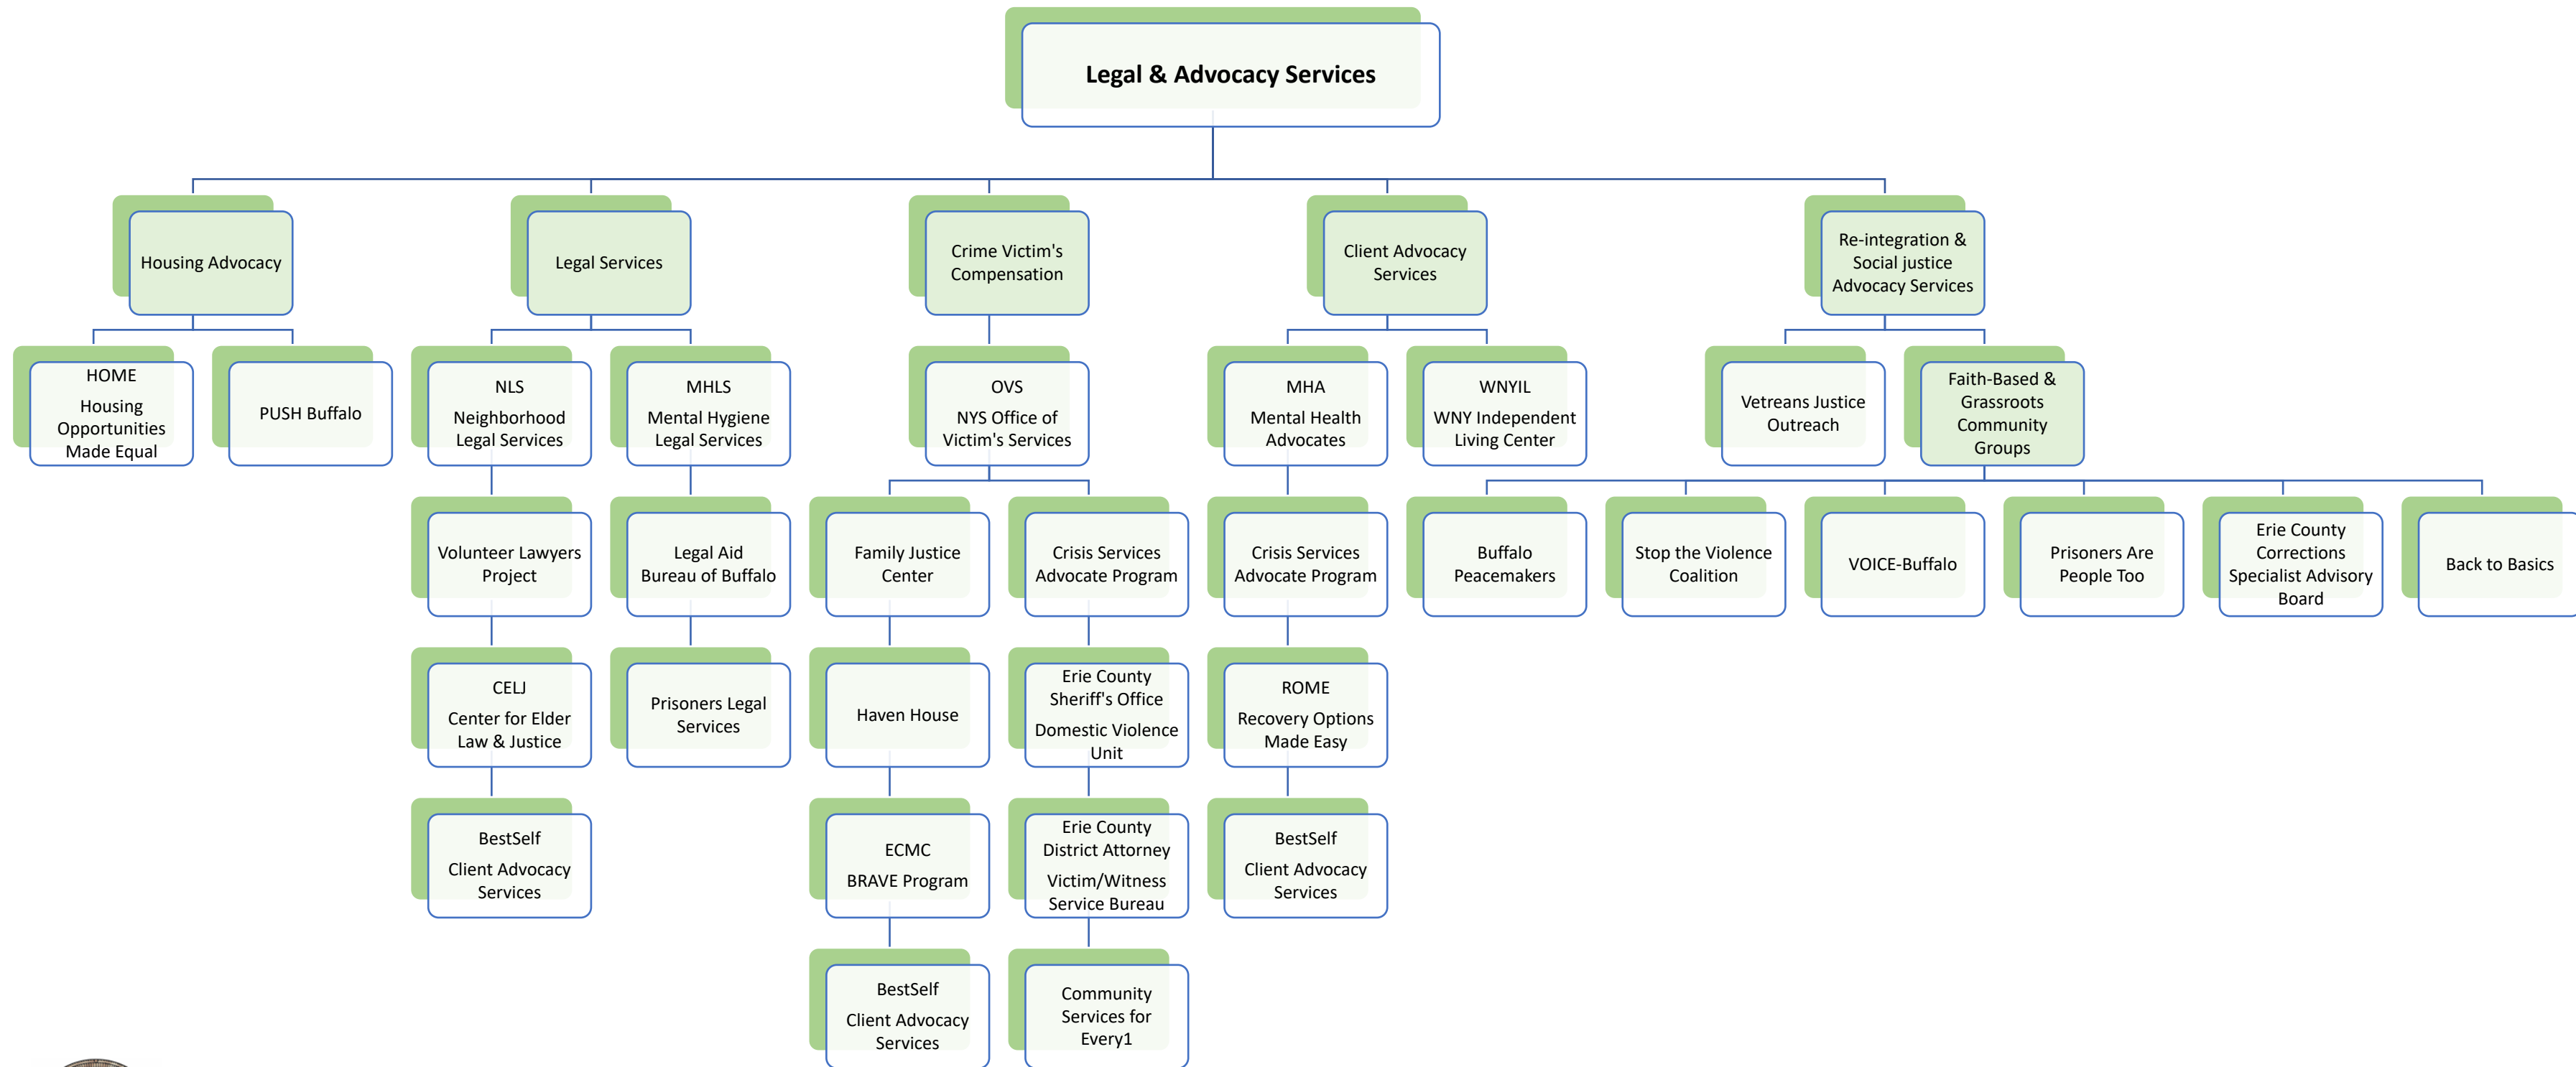 Legal & Advocacy Services
Housing Advocacy
Legal Services
Crime Victim's
Compensation
Client Advocacy
Services
Re-integration &
Social justice
Advocacy Services
HOME
Housing
Opportunities
Made Equal
PUSH Buffalo
NLS
Neighborhood
Legal Services
MHLS
Mental Hygiene
Legal Services
OVS
NYS Office of
Victim's Services
MHA
Mental Health
Advocates
WNYIL
WNY Independent
Living Center
Vetreans Justice
Outreach
Faith-Based &
Grassroots
Community
Groups
Volunteer Lawyers
Project
Legal Aid
Bureau of Buffalo
Family Justice
Center
Crisis Services
Advocate Program
Crisis Services
Advocate Program
Buffalo
Peacemakers
Stop the Violence
Coalition
VOICE-Buffalo
Prisoners Are
People Too
Erie County
Corrections
Specialist Advisory
Board
Back to Basics
CELJ
Center for Elder
Law & Justice
Prisoners Legal
Services
Haven House
Erie County
Sheriff's Office
Domestic Violence
Unit
ROME
Recovery Options
Made Easy
BestSelf
Client Advocacy
Services
ECMC
BRAVE Program
Erie County
District Attorney
Victim/Witness
Service Bureau
BestSelf
Client Advocacy
Services
BestSelf
Client Advocacy
Services
Community
Services for
Every1